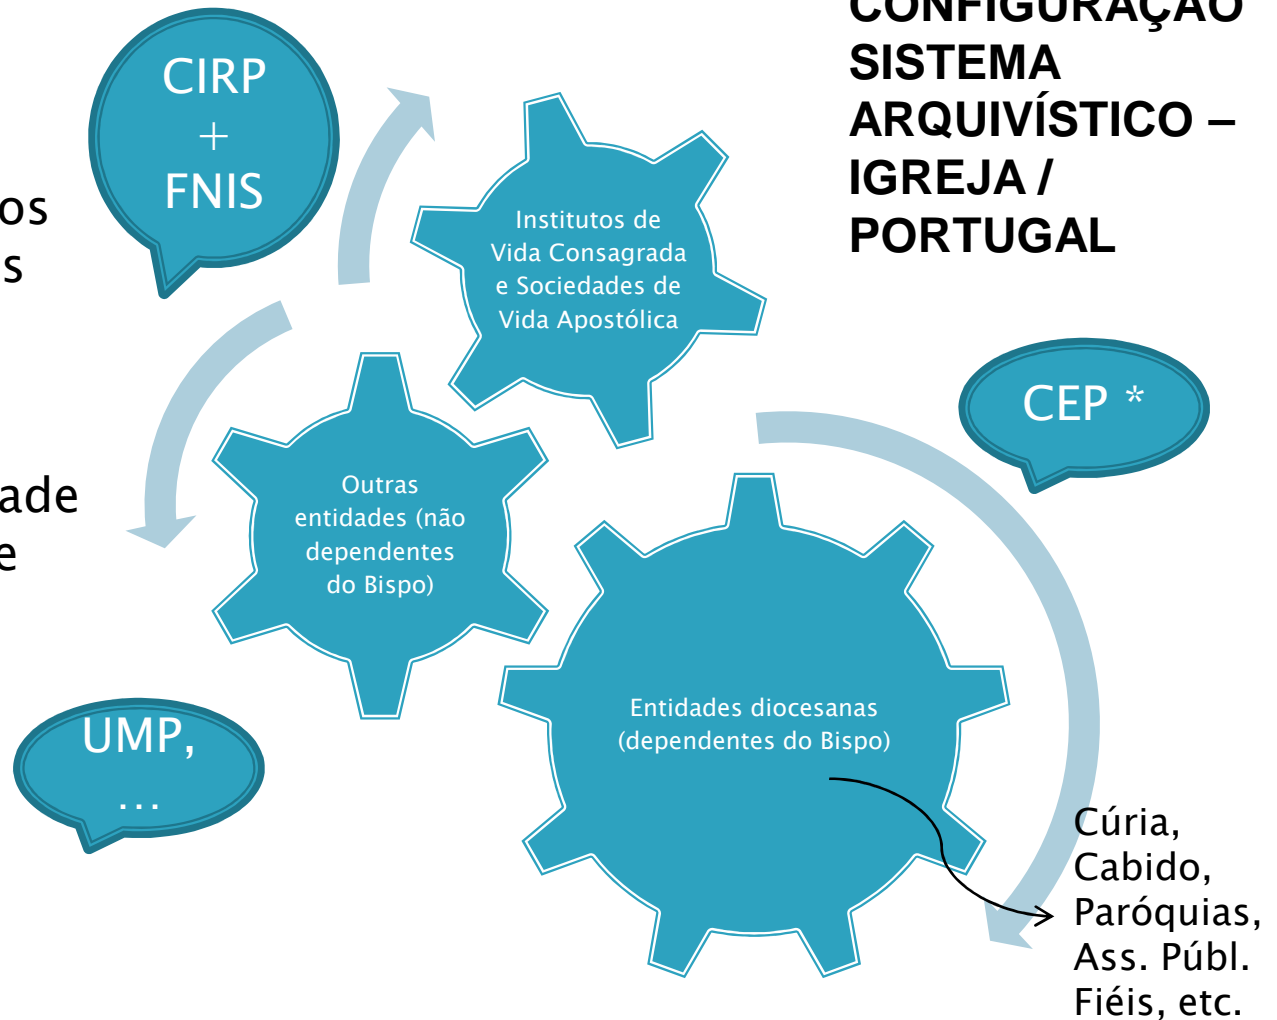 CONFIGURAÇÃO
SISTEMA
ARQUIVÍSTICO –
IGREJA /
PORTUGAL
CIRP
+
FNIS
Institutos de
Vida Consagrada
e Sociedades de
Vida Apostólica
CEP *
Outras
entidades (não
dependentes
do Bispo)
Entidades diocesanas
(dependentes do Bispo)
UMP,
...
Cúria,
Cabido,
Paróquias,
Ass. Públ.
Fiéis, etc.